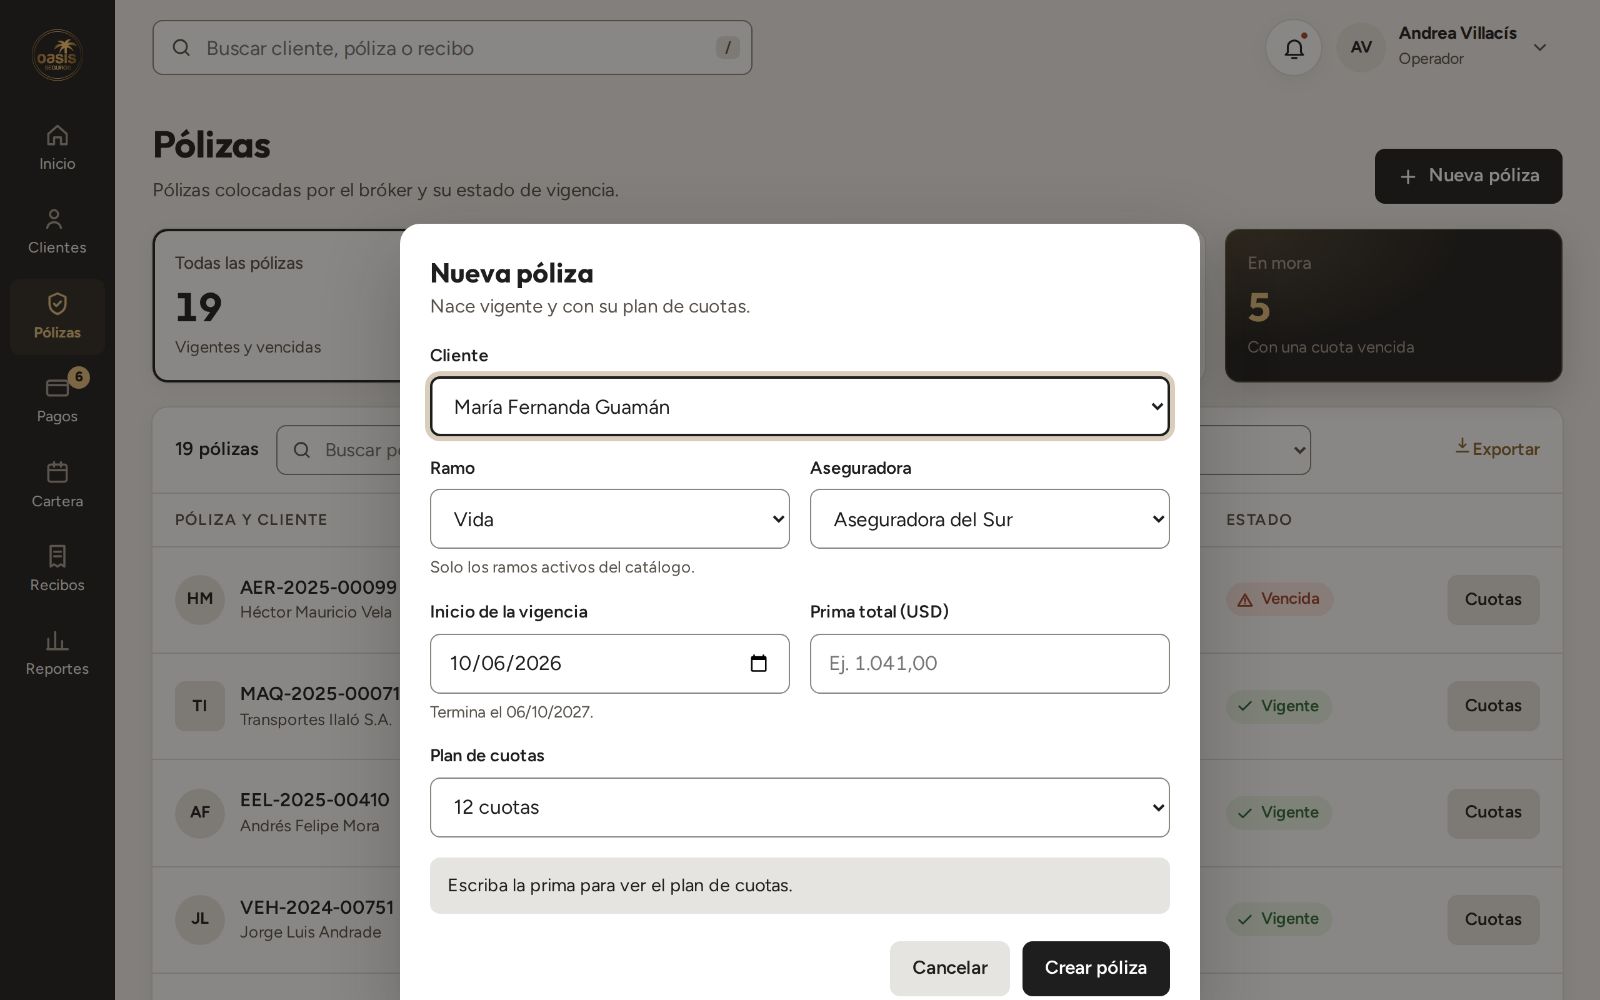 oasis
SEGUROS
Buscar cliente, póliza o recibo
/
AV
Andrea Villacís
Operador
Inicio
Clientes
Pólizas
6
Pagos
Cartera
Recibos
Reportes
Pólizas
Pólizas colocadas por el bróker y su estado de vigencia.
Nueva póliza
Todas las pólizas
19
Vigentes y vencidas
En mora
5
Con una cuota vencida
19 pólizas
Buscar p
Exportar
PÓLIZA Y CLIENTE
ESTADO
HM
AER-2025-00099
Héctor Mauricio Vela
Vencida
Cuotas
TI
MAQ-2025-00071
Transportes Ilaló S.A.
Vigente
Cuotas
AF
EEL-2025-00410
Andrés Felipe Mora
Vigente
Cuotas
JL
VEH-2024-00751
Jorge Luis Andrade
Vigente
Cuotas
Nueva póliza
Nace vigente y con su plan de cuotas.
Cliente
María Fernanda Guamán
Ramo
Aseguradora
Vida
Aseguradora del Sur
Solo los ramos activos del catálogo.
Inicio de la vigencia
Prima total (USD)
10/06/2026
Ej. 1.041,00
Termina el 06/10/2027.
Plan de cuotas
12 cuotas
Escriba la prima para ver el plan de cuotas.
Cancelar
Crear póliza